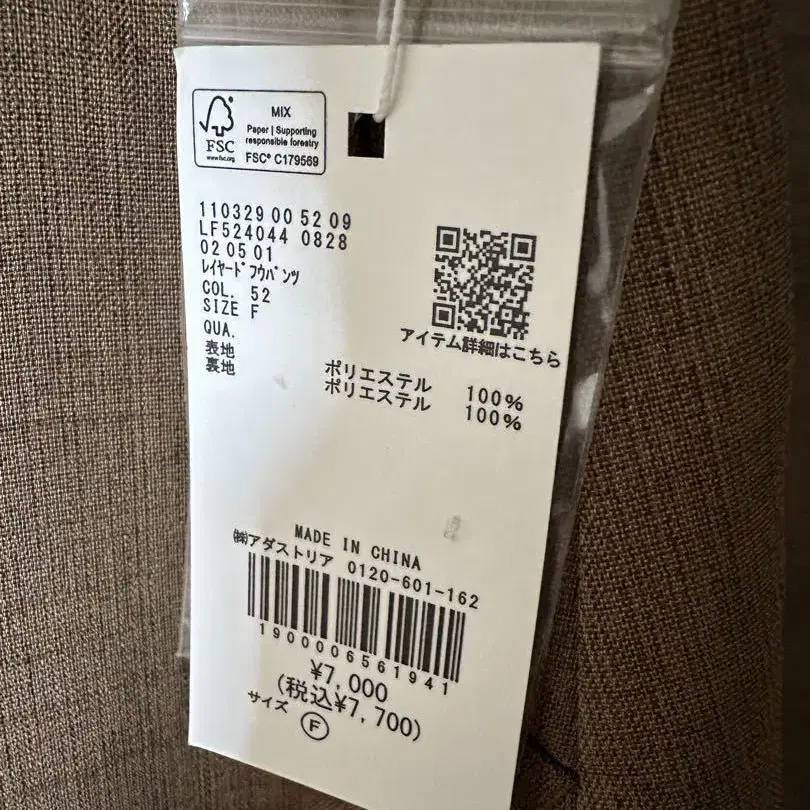 MIX
Paper | Supporting
responsible forestry
FSC
www.fsc.org
FSC® C179569
110329 00 52 09
LF524044 0828
02 05 01
ﾚｲﾔｰﾄﾞﾌｳﾊﾟﾝﾂ
COL. 52
SIZE F
QUA.
アイテム詳細はこちら
表地 ポリエステル 100%
裏地 ポリエステル 100%
MADE IN CHINA
㈱アダストリア 0120-601-162
1900006561941
¥7,000
(税込¥7,700)
サイズ
F